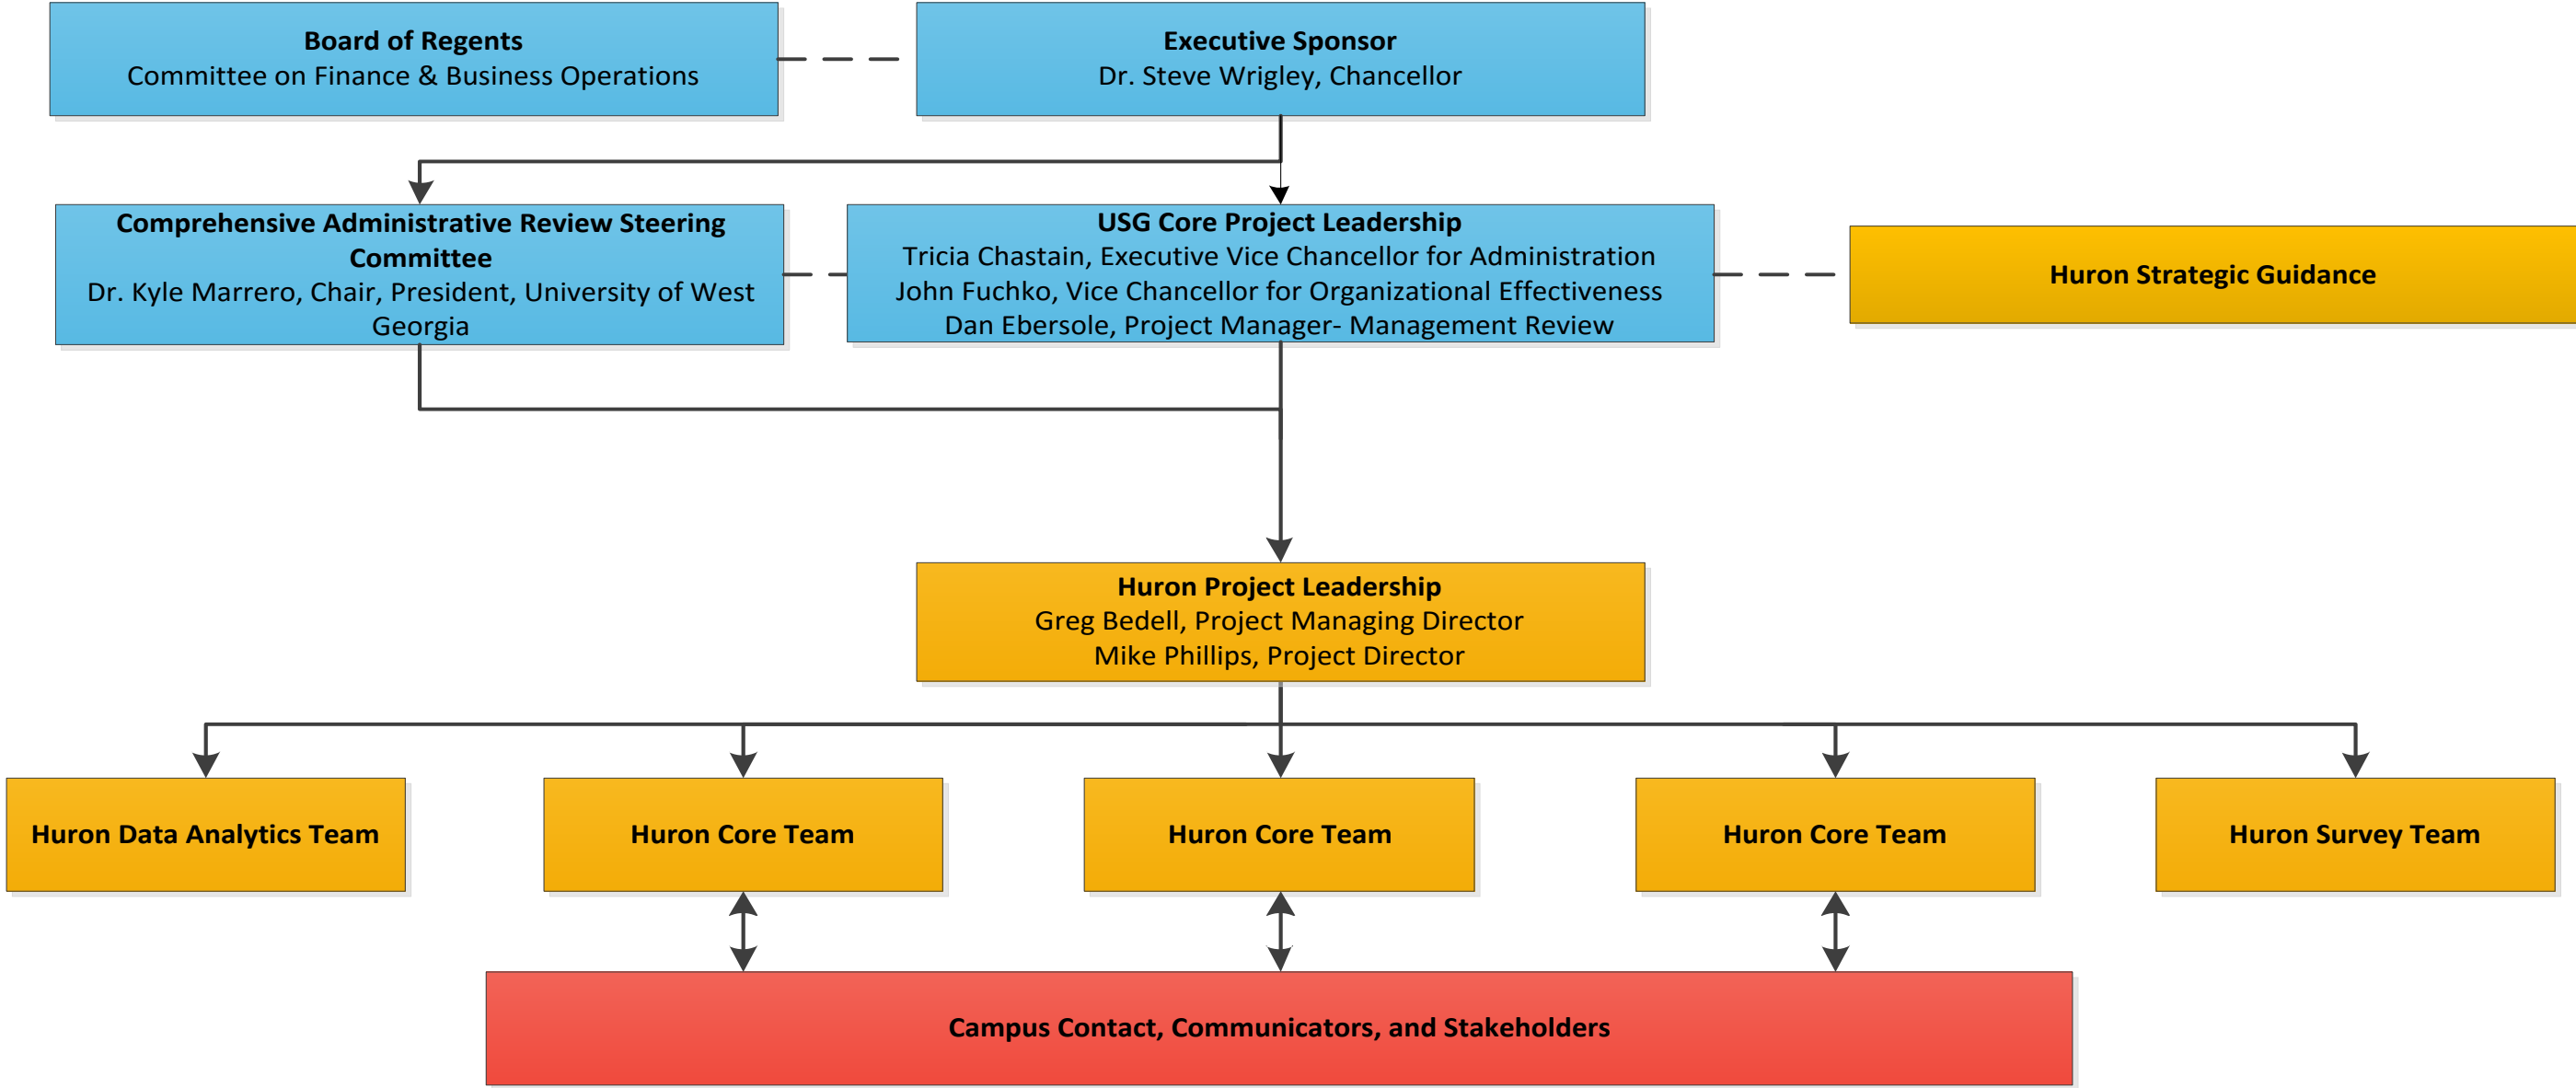 Board of Regents
Committee on Finance & Business Operations
Executive Sponsor
Dr. Steve Wrigley, Chancellor
Comprehensive Administrative Review Steering
Committee
Dr. Kyle Marrero, Chair, President, University of West
Georgia
USG Core Project Leadership
Tricia Chastain, Executive Vice Chancellor for Administration
John Fuchko, Vice Chancellor for Organizational Effectiveness
Dan Ebersole, Project Manager- Management Review
Huron Strategic Guidance
Huron Project Leadership
Greg Bedell, Project Managing Director
Mike Phillips, Project Director
Huron Data Analytics Team
Huron Core Team
Huron Core Team
Huron Core Team
Huron Survey Team
Campus Contact, Communicators, and Stakeholders